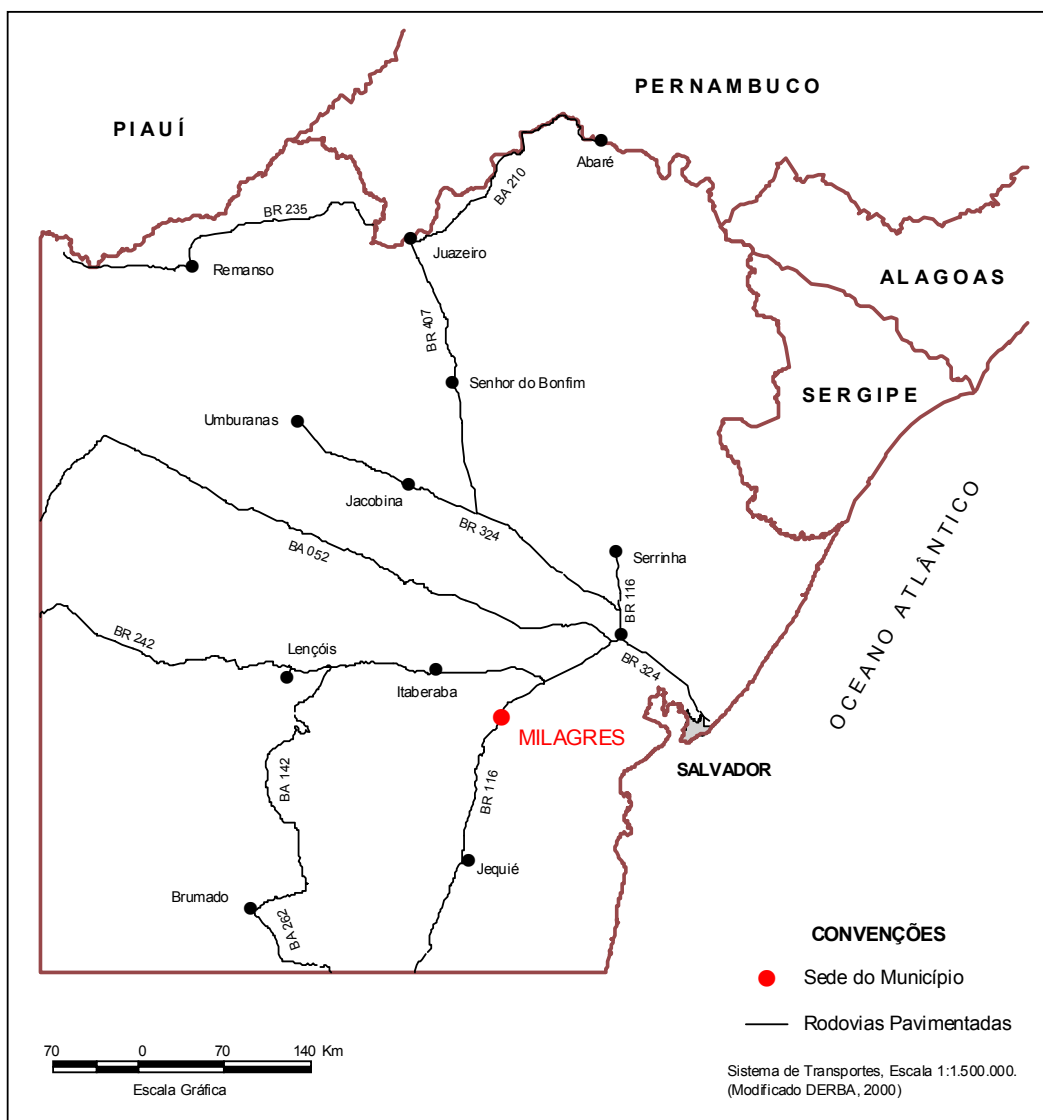 PERNAMBUCO
PIAUÍ
Abaré
BA 210
BR 235
Juazeiro
Remanso
ALAGOAS
BR 407
Senhor do Bonfim
SERGIPE
Umburanas
Jacobina
BR 324
OCEANO ATLÂNTICO
BA 052
Serrinha
BR 116
BR 242
Lençóis
BR 324
Itaberaba
MILAGRES
SALVADOR
BA 142
BR 116
Jequié
Brumado
BA 262
CONVENÇÕES
Sede do Município
Rodovias Pavimentadas
70 0 70 140 Km
Escala Gráfica
Sistema de Transportes, Escala 1:1.500.000.
(Modificado DERBA, 2000)